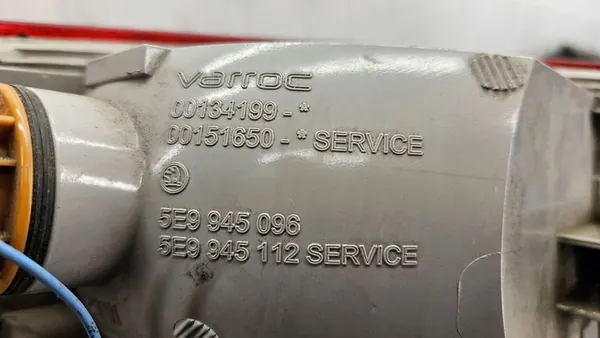 varroc
00134199 - *
00151650 - * SERVICE
5E9 945 096
5E9 945 112 SERVICE